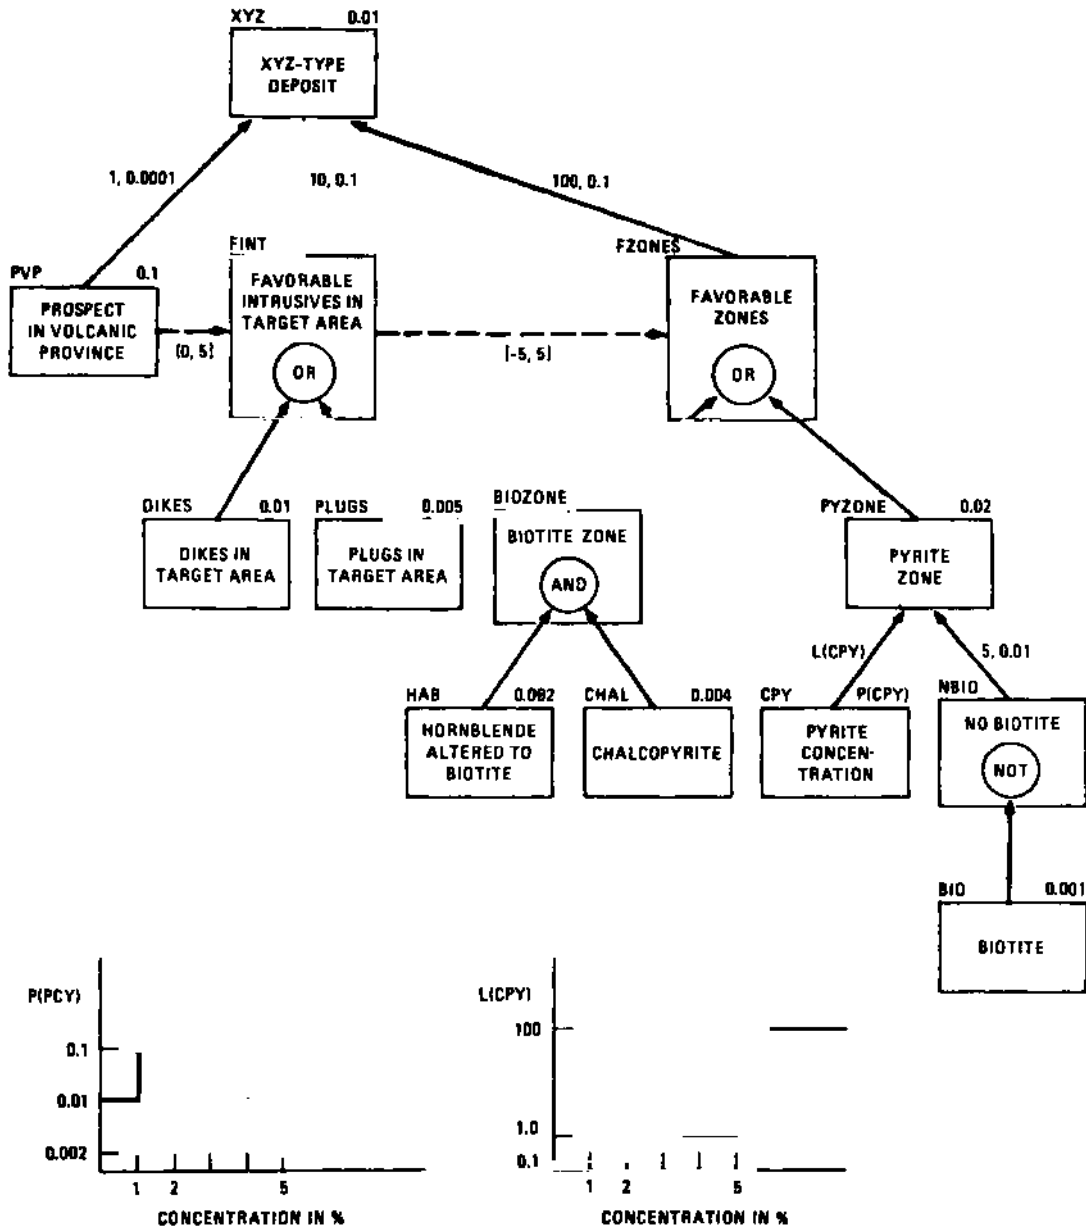 XYZ 0.01
XYZ-TYPE
DEPOSIT
1, 0.0001
10, 0.1
100, 0.1
PVP 0.1
PROSPECT
IN VOLCANIC
PROVINCE
(0, 5]
FINT
FAVORABLE
INTRUSIVES IN
TARGET AREA
OR
[-5, 5]
FZONES
FAVORABLE
ZONES
OR
DIKES 0.01
DIKES IN
TARGET AREA
PLUGS 0.005
PLUGS IN
TARGET AREA
BIOZONE
BIOTITE ZONE
AND
PYZONE 0.02
PYRITE
ZONE
L(CPY)
5, 0.01
HAB 0.002
HORNBLENDE
ALTERED TO
BIOTITE
CHAL 0.004
CHALCOPYRITE
CPY P(CPY)
PYRITE
CONCEN-
TRATION
NBIO
NO BIOTITE
NOT
BIO 0.001
BIOTITE
P(PCY)
0.1
0.01
0.002
1 2 5
CONCENTRATION IN %
L(CPY)
100
1.0
0.1
1 2 5
CONCENTRATION IN %